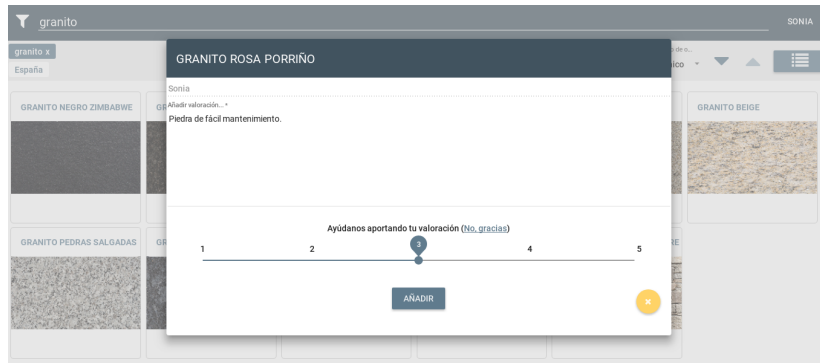 granito
SONIA
granito x
España
GRANITO ROSA PORRIÑO
Sonia
Añadir valoración... *
Piedra de fácil mantenimiento.
GRANITO NEGRO ZIMBABWE
GRANITO BEIGE
Ayúdanos aportando tu valoración (No, gracias)
1 2 3 4 5
GRANITO PEDRAS SALGADAS
AÑADIR